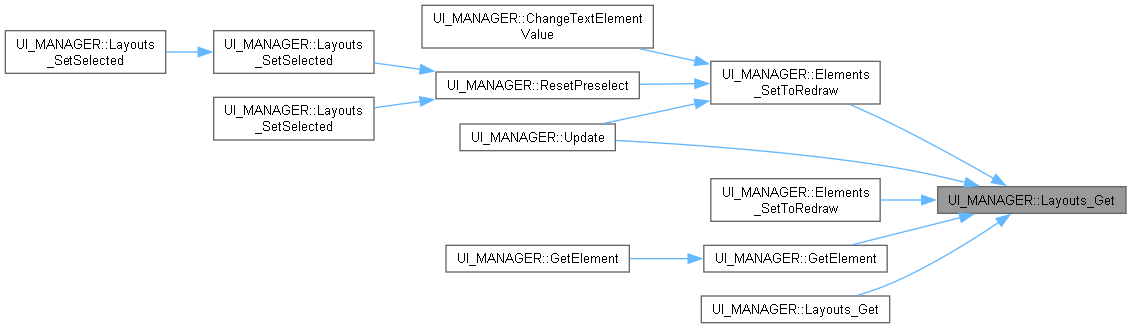 UI_MANAGER::Layouts
_SetSelected
UI_MANAGER::Layouts
_SetSelected
UI_MANAGER::Layouts
_SetSelected
UI_MANAGER::ChangeTextElement
Value
UI_MANAGER::ResetPreselect
UI_MANAGER::Update
UI_MANAGER::GetElement
UI_MANAGER::Elements
_SetToRedraw
UI_MANAGER::Elements
_SetToRedraw
UI_MANAGER::GetElement
UI_MANAGER::Layouts_Get
UI_MANAGER::Layouts_Get